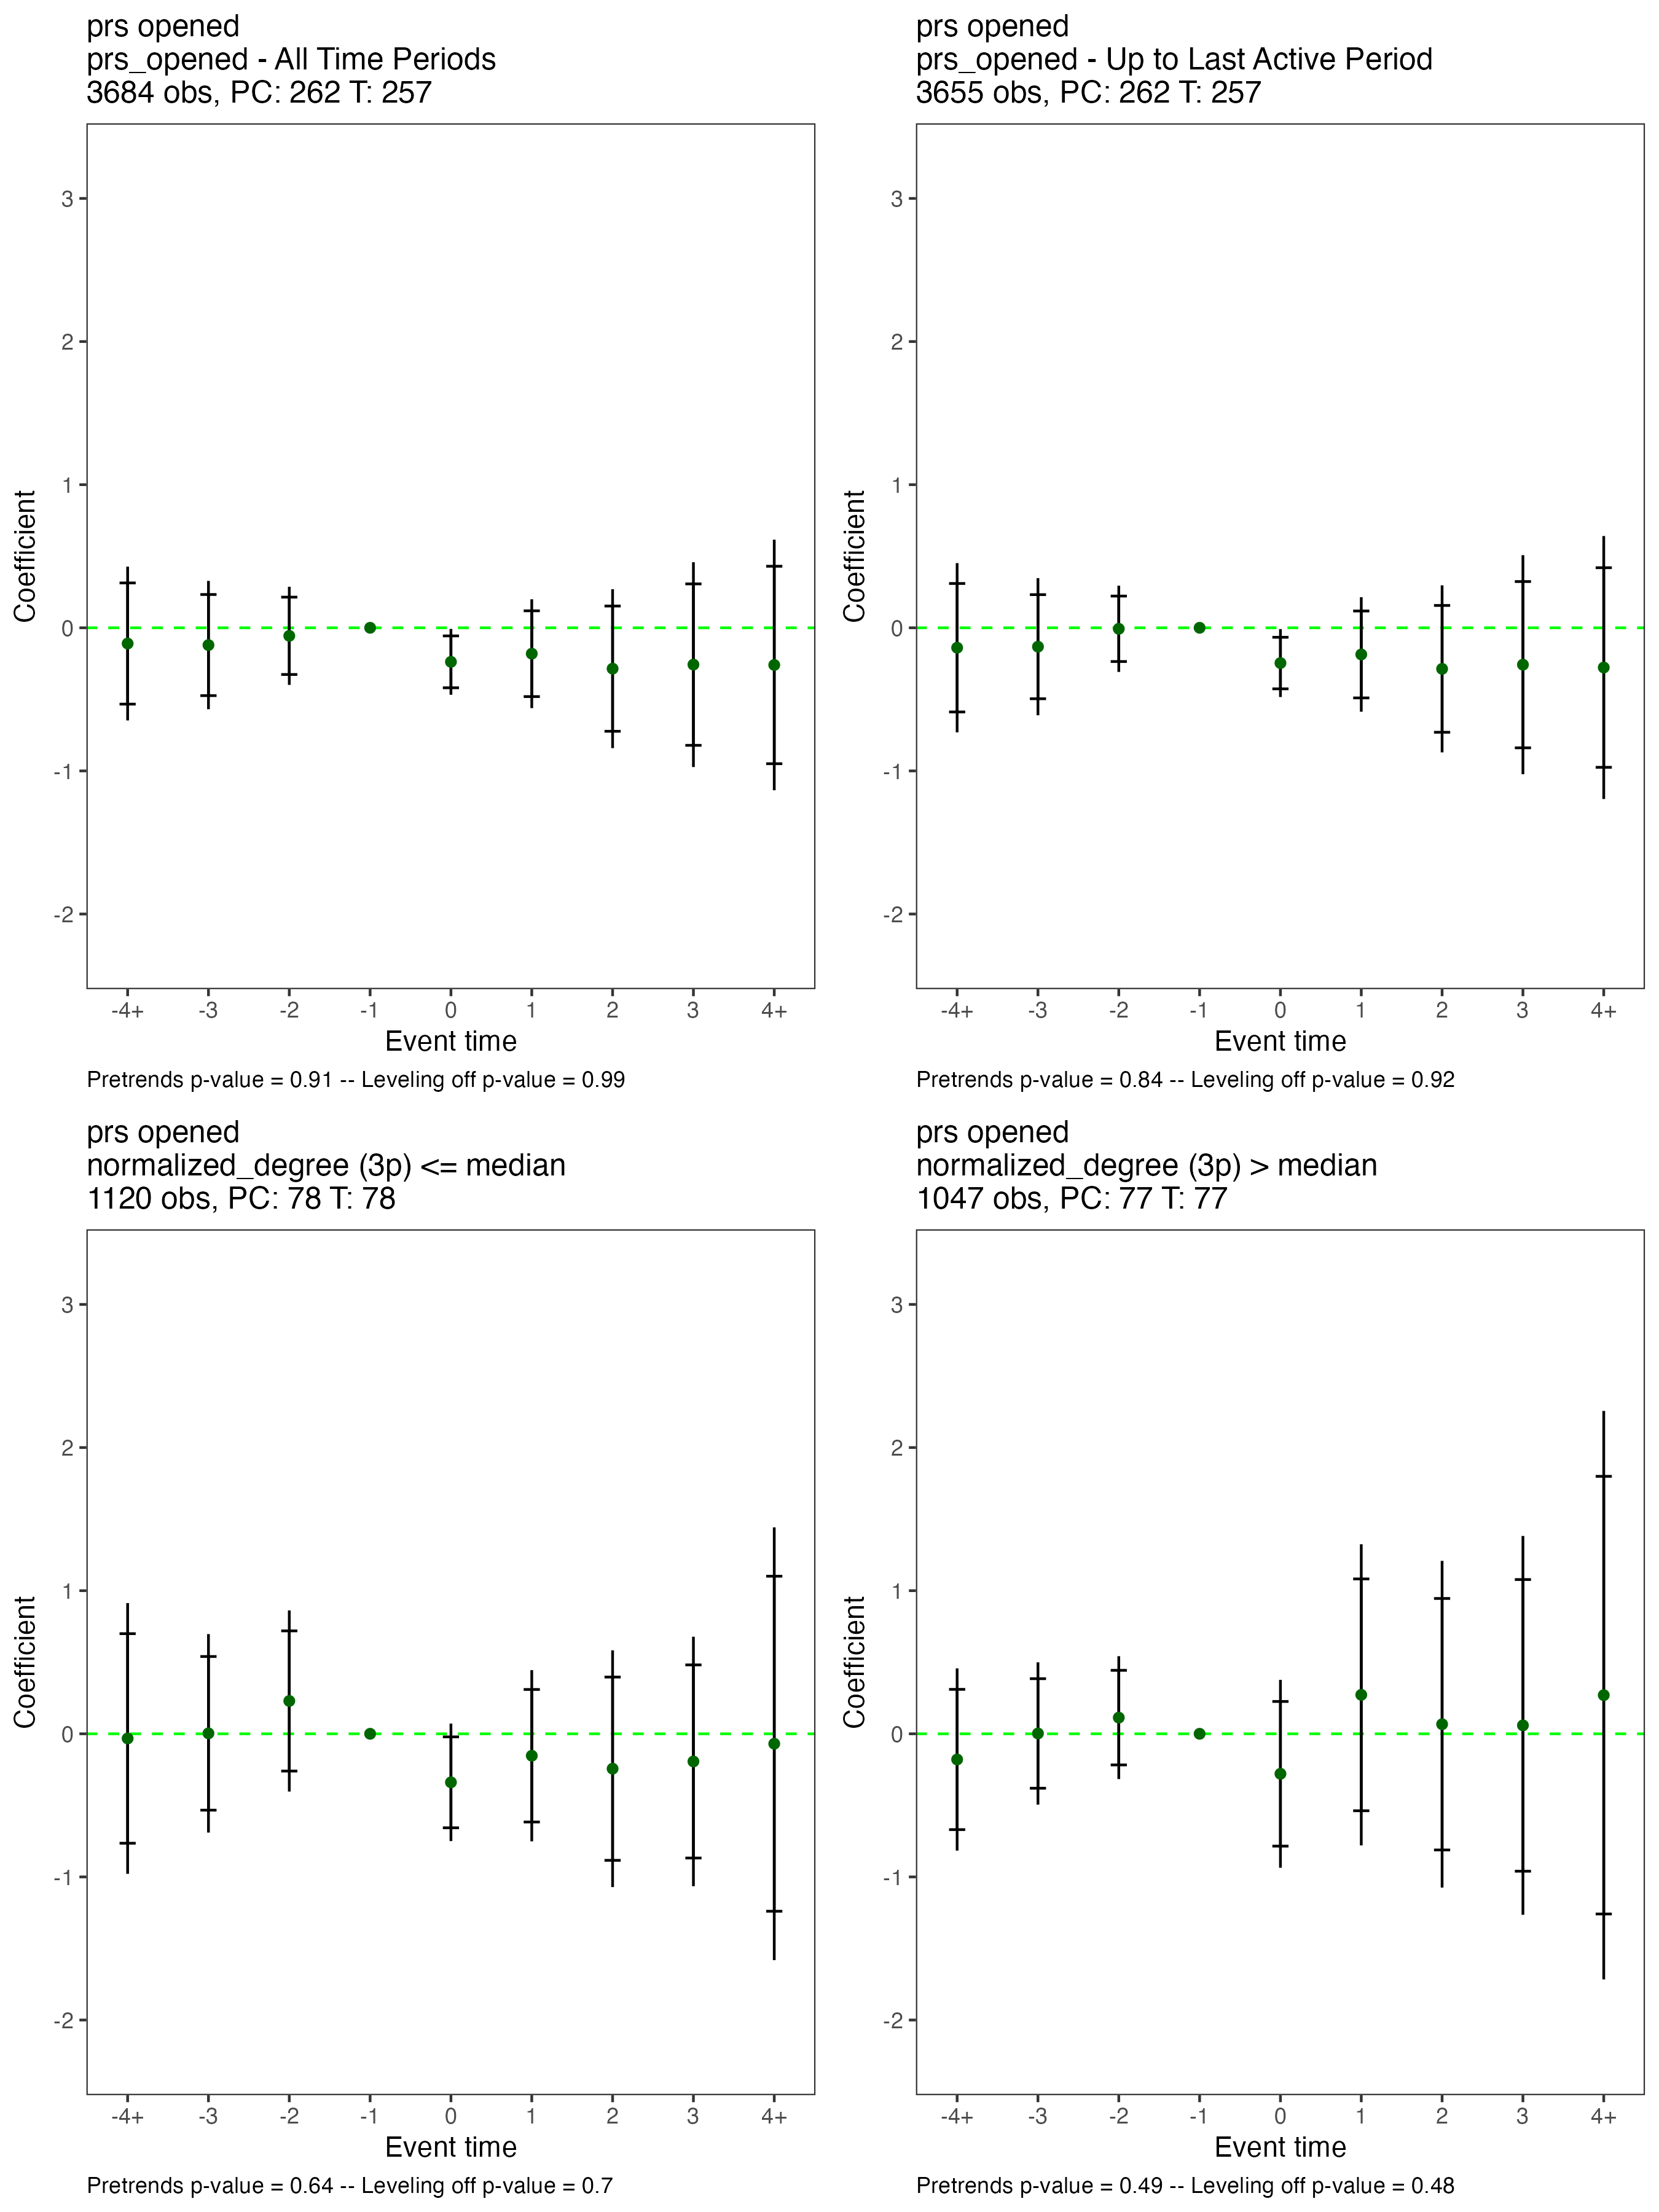 prs opened
prs_opened - All Time Periods
3684 obs, PC: 262 T: 257
3
2
1
0
-1
-2
Coefficient
-4+ -3 -2 -1 0 1 2 3 4+
Event time
Pretrends p-value = 0.91 -- Leveling off p-value = 0.99
prs opened
prs_opened - Up to Last Active Period
3655 obs, PC: 262 T: 257
3
2
1
0
-1
-2
Coefficient
-4+ -3 -2 -1 0 1 2 3 4+
Event time
Pretrends p-value = 0.84 -- Leveling off p-value = 0.92
prs opened
normalized_degree (3p) <= median
1120 obs, PC: 78 T: 78
3
2
1
0
-1
-2
Coefficient
-4+ -3 -2 -1 0 1 2 3 4+
Event time
Pretrends p-value = 0.64 -- Leveling off p-value = 0.7
prs opened
normalized_degree (3p) > median
1047 obs, PC: 77 T: 77
3
2
1
0
-1
-2
Coefficient
-4+ -3 -2 -1 0 1 2 3 4+
Event time
Pretrends p-value = 0.49 -- Leveling off p-value = 0.48